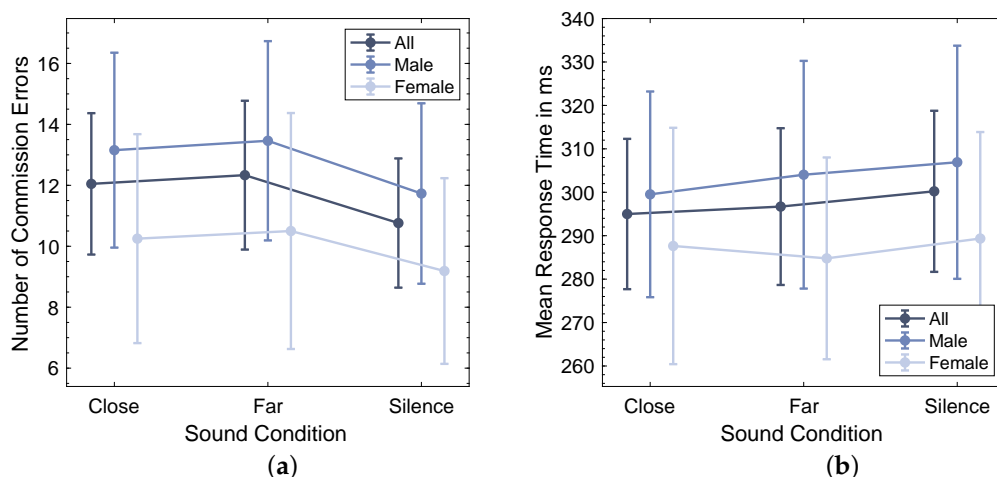 Number of Commission Errors
16
14
12
10
8
6
All
Male
Female
Close
Far
Silence
Sound Condition
(a)
Mean Response Time in ms
340
330
320
310
300
290
280
270
260
All
Male
Female
Close
Far
Silence
Sound Condition
(b)